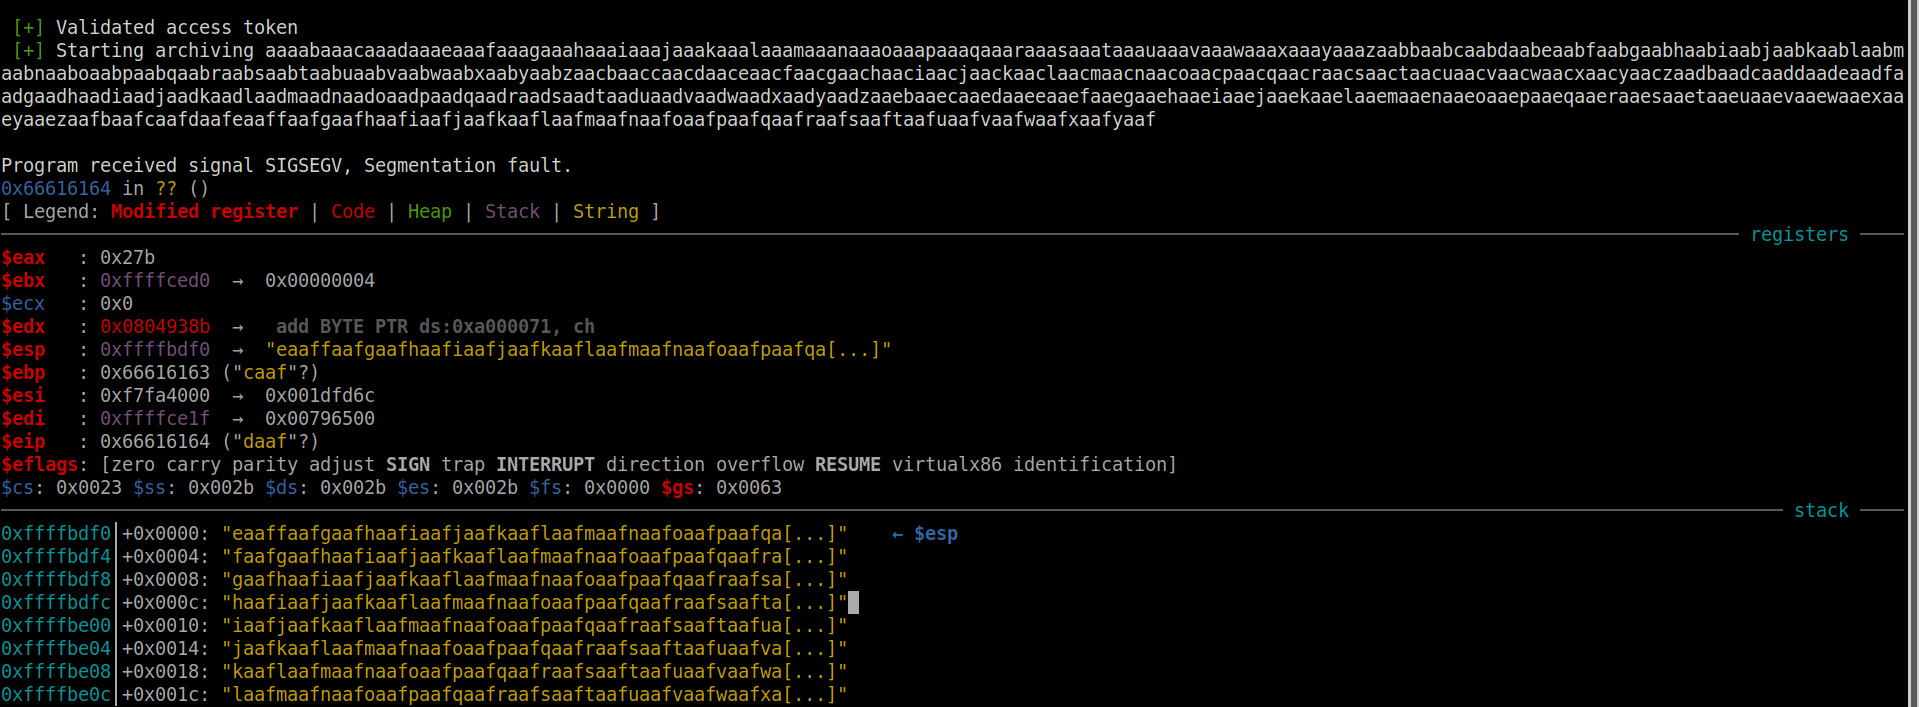 [+] Validated access token
[+] Starting archiving aaaabaaacaaadaaaeaaafaaagaaahaaaiaaajaaakaaalaaamaaanaaaoaaapaaaqaaaraaasaaataaauaaavaaawaaaxaaayaaazaabbaabcaabdaabeaabfaabgaabhaabiaabjaabkaablaabm
aabnaaboaabpaabqaabraabsaabtaabuaabvaabwaabxaabyaabzaacbaaccaacdaaceaacfaacgaachaaciaacjaackaaclaacmaacnaacoaacpaacqaacraacsaactaacuaacvaacwaacxaacyaaczaadbaadcaaddaadeaadfa
adgaadhaadiaadjaadkaadlaadmaadnaadoaadpaadqaadraadsaadtaaduaadvaadwaadxaadyaadzaaebaaecaaedaaeeaaefaaegaaehaaeiaaejaaekaaelaaemaaenaaeoaaepaaeqaaeraaesaaetaaeuaaevaaewaaexaa
eyaaezaafbaafcaafdaafeaaffaafgaafhaafiaafjaafkaaflaafmaafnaafoaafpaafqaafraafsaaftaafuaafvaafwaafxaafyaaf
Program received signal SIGSEGV, Segmentation fault.
0x66616164 in ?? ()
[ Legend: Modified register | Code | Heap | Stack | String ]
registers
$eax   : 0x27b
$ebx   : 0xffffced0  →  0x00000004
$ecx   : 0x0
$edx   : 0x0804938b  →   add BYTE PTR ds:0xa000071, ch
$esp   : 0xffffbdf0  →  "eaaffaafgaafhaafiaafjaafkaaflaafmaafnaafoaafpaafqa[...]"
$ebp   : 0x66616163 ("caaf"?)
$esi   : 0xf7fa4000  →  0x001dfd6c
$edi   : 0xffffce1f  →  0x00796500
$eip   : 0x66616164 ("daaf"?)
$eflags: [zero carry parity adjust SIGN trap INTERRUPT direction overflow RESUME virtualx86 identification]
$cs: 0x0023 $ss: 0x002b $ds: 0x002b $es: 0x002b $fs: 0x0000 $gs: 0x0063
stack
0xffffbdf0│+0x0000: "eaaffaafgaafhaafiaafjaafkaaflaafmaafnaafoaafpaafqa[...]"    ← $esp
0xffffbdf4│+0x0004: "faafgaafhaafiaafjaafkaaflaafmaafnaafoaafpaafqaafra[...]"
0xffffbdf8│+0x0008: "gaafhaafiaafjaafkaaflaafmaafnaafoaafpaafqaafraafsa[...]"
0xffffbdfc│+0x000c: "haafiaafjaafkaaflaafmaafnaafoaafpaafqaafraafsaafta[...]"
0xffffbe00│+0x0010: "iaafjaafkaaflaafmaafnaafoaafpaafqaafraafsaaftaafua[...]"
0xffffbe04│+0x0014: "jaafkaaflaafmaafnaafoaafpaafqaafraafsaaftaafuaafva[...]"
0xffffbe08│+0x0018: "kaaflaafmaafnaafoaafpaafqaafraafsaaftaafuaafvaafwa[...]"
0xffffbe0c│+0x001c: "laafmaafnaafoaafpaafqaafraafsaaftaafuaafvaafwaafxa[...]"